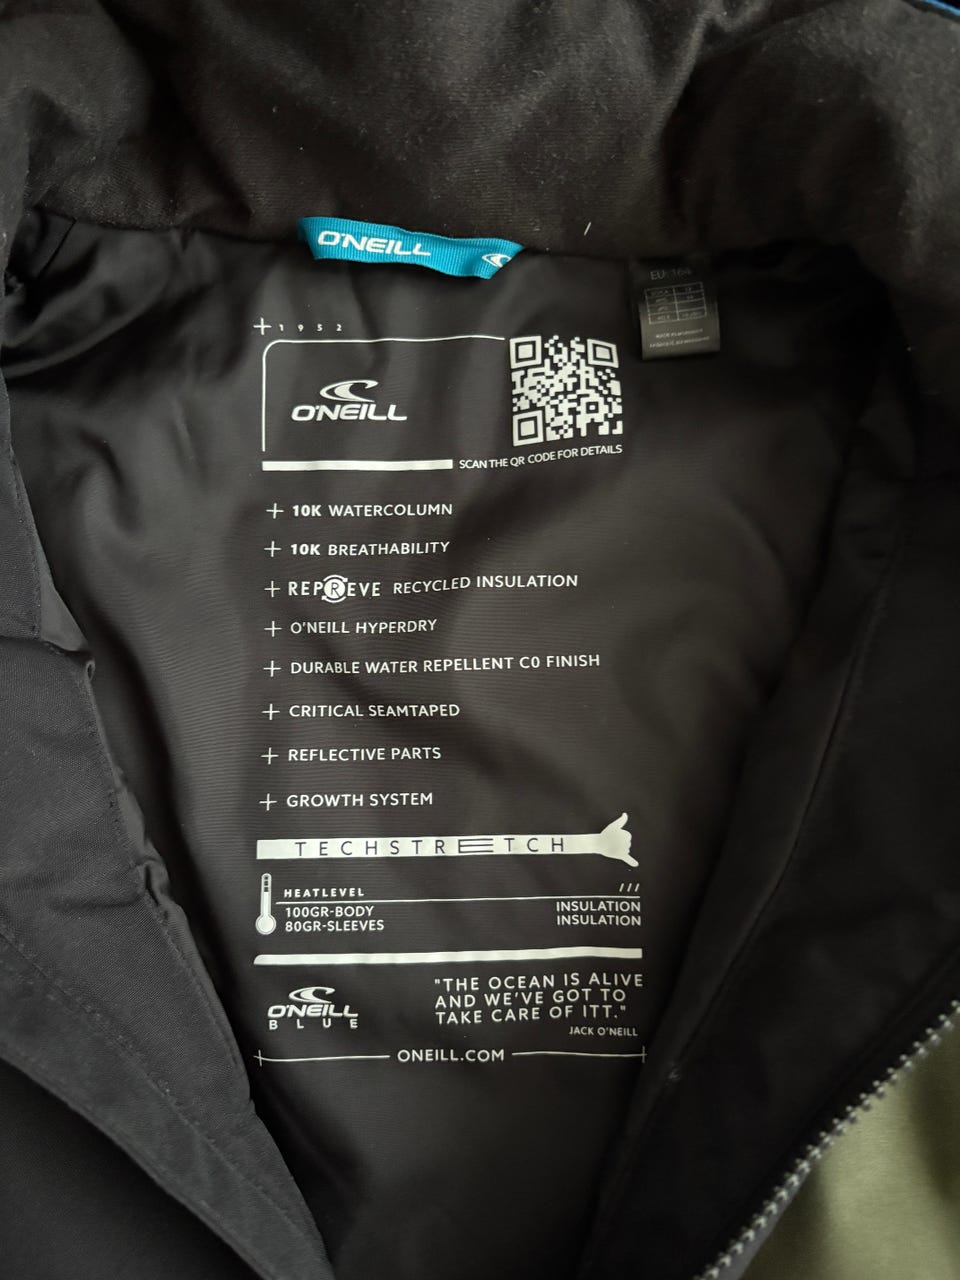 O'NEILL
EU: 164
+ 1 9 5 2
O'NEILL
SCAN THE QR CODE FOR DETAILS
+ 10K WATERCOLUMN
+ 10K BREATHABILITY
+ REPREVE RECYCLED INSULATION
+ O'NEILL HYPERDRY
+ DURABLE WATER REPELLENT C0 FINISH
+ CRITICAL SEAMTAPED
+ REFLECTIVE PARTS
+ GROWTH SYSTEM
TECHSTRETCH
HEATLEVEL ///
100GR-BODY INSULATION
80GR-SLEEVES INSULATION
O'NEILL
BLUE
"THE OCEAN IS ALIVE
AND WE'VE GOT TO
TAKE CARE OF ITT."
JACK O'NEILL
ONEILL.COM